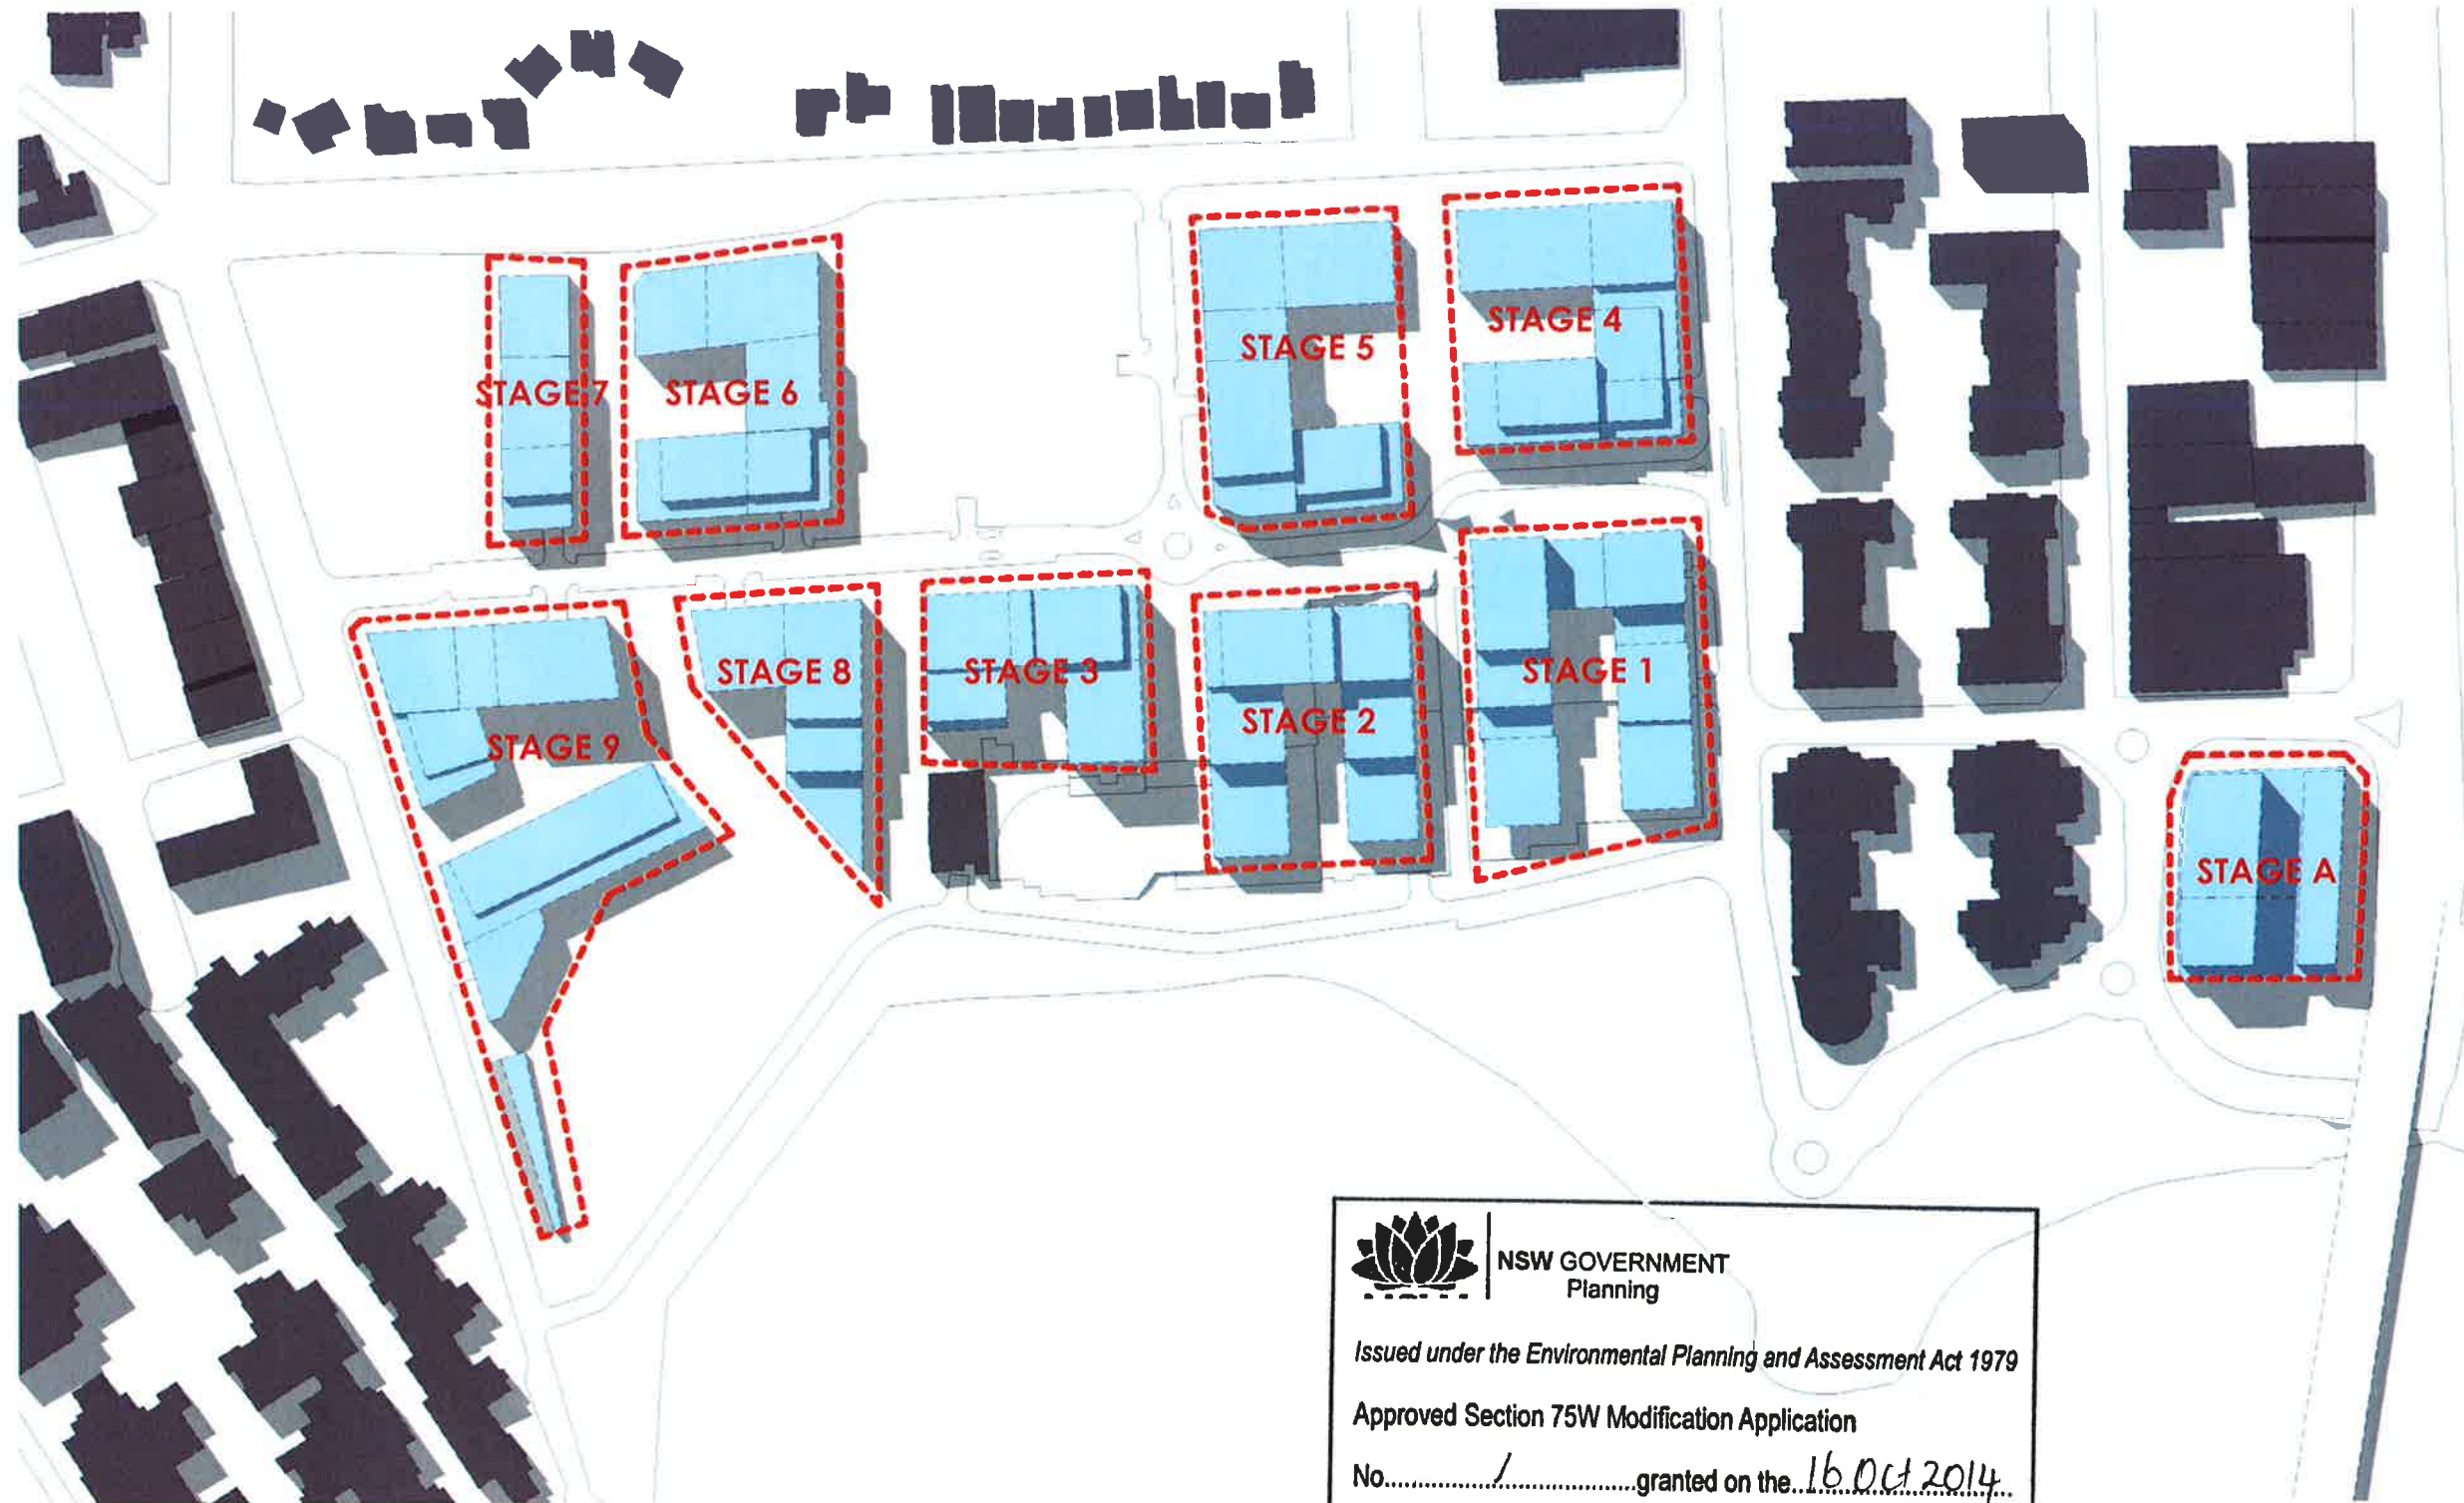 STAGE 4
STAGE 5
STAGE 7
STAGE 6
STAGE 8
STAGE 3
STAGE 1
STAGE 2
STAGE 9
STAGE A
NSW GOVERNMENT
Planning
Issued under the Environmental Planning and Assessment Act 1979
Approved Section 75W Modification Application
No..............1..................granted on the..16 Oct 2014..